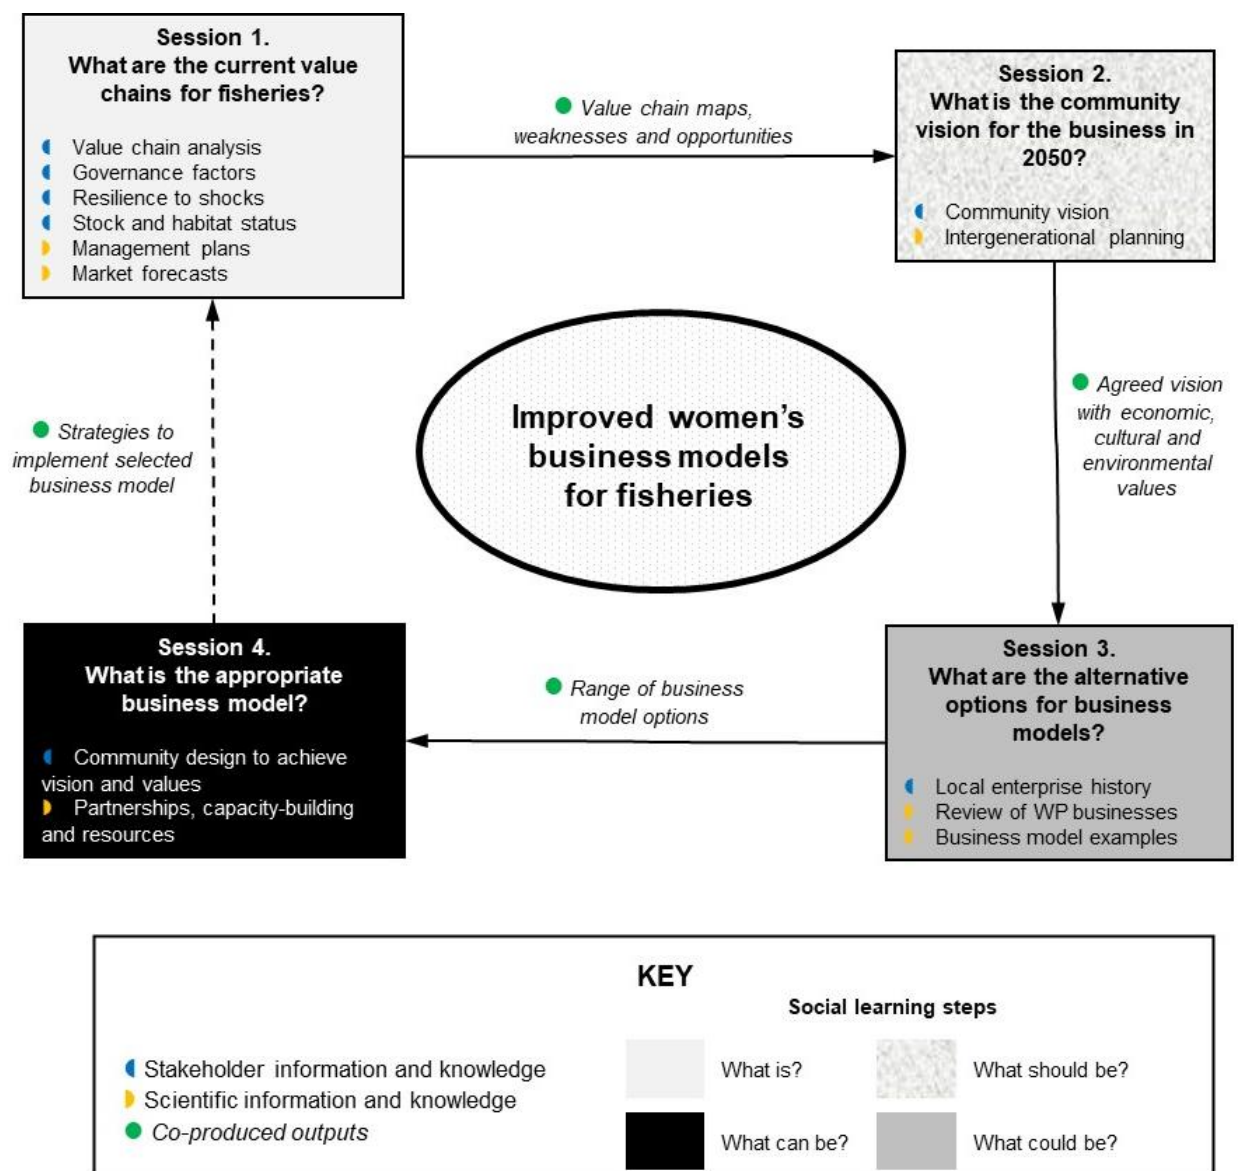 Session 1.
What are the current value
chains for fisheries?
Value chain analysis
Governance factors
Resilience to shocks
Stock and habitat status
Management plans
Market forecasts
Value chain maps,
weaknesses and opportunities
Session 2.
What is the community
vision for the business in
2050?
Community vision
Intergenerational planning
Agreed vision
with economic,
cultural and
environmental
values
Improved women's
business models
for fisheries
Strategies to
implement selected
business model
Session 3.
What are the alternative
options for business
models?
Local enterprise history
Review of WP businesses
Business model examples
Range of business
model options
Session 4.
What is the appropriate
business model?
Community design to achieve
vision and values
Partnerships, capacity-building
and resources
KEY
Social learning steps
Stakeholder information and knowledge
Scientific information and knowledge
Co-produced outputs
What is?
What should be?
What can be?
What could be?